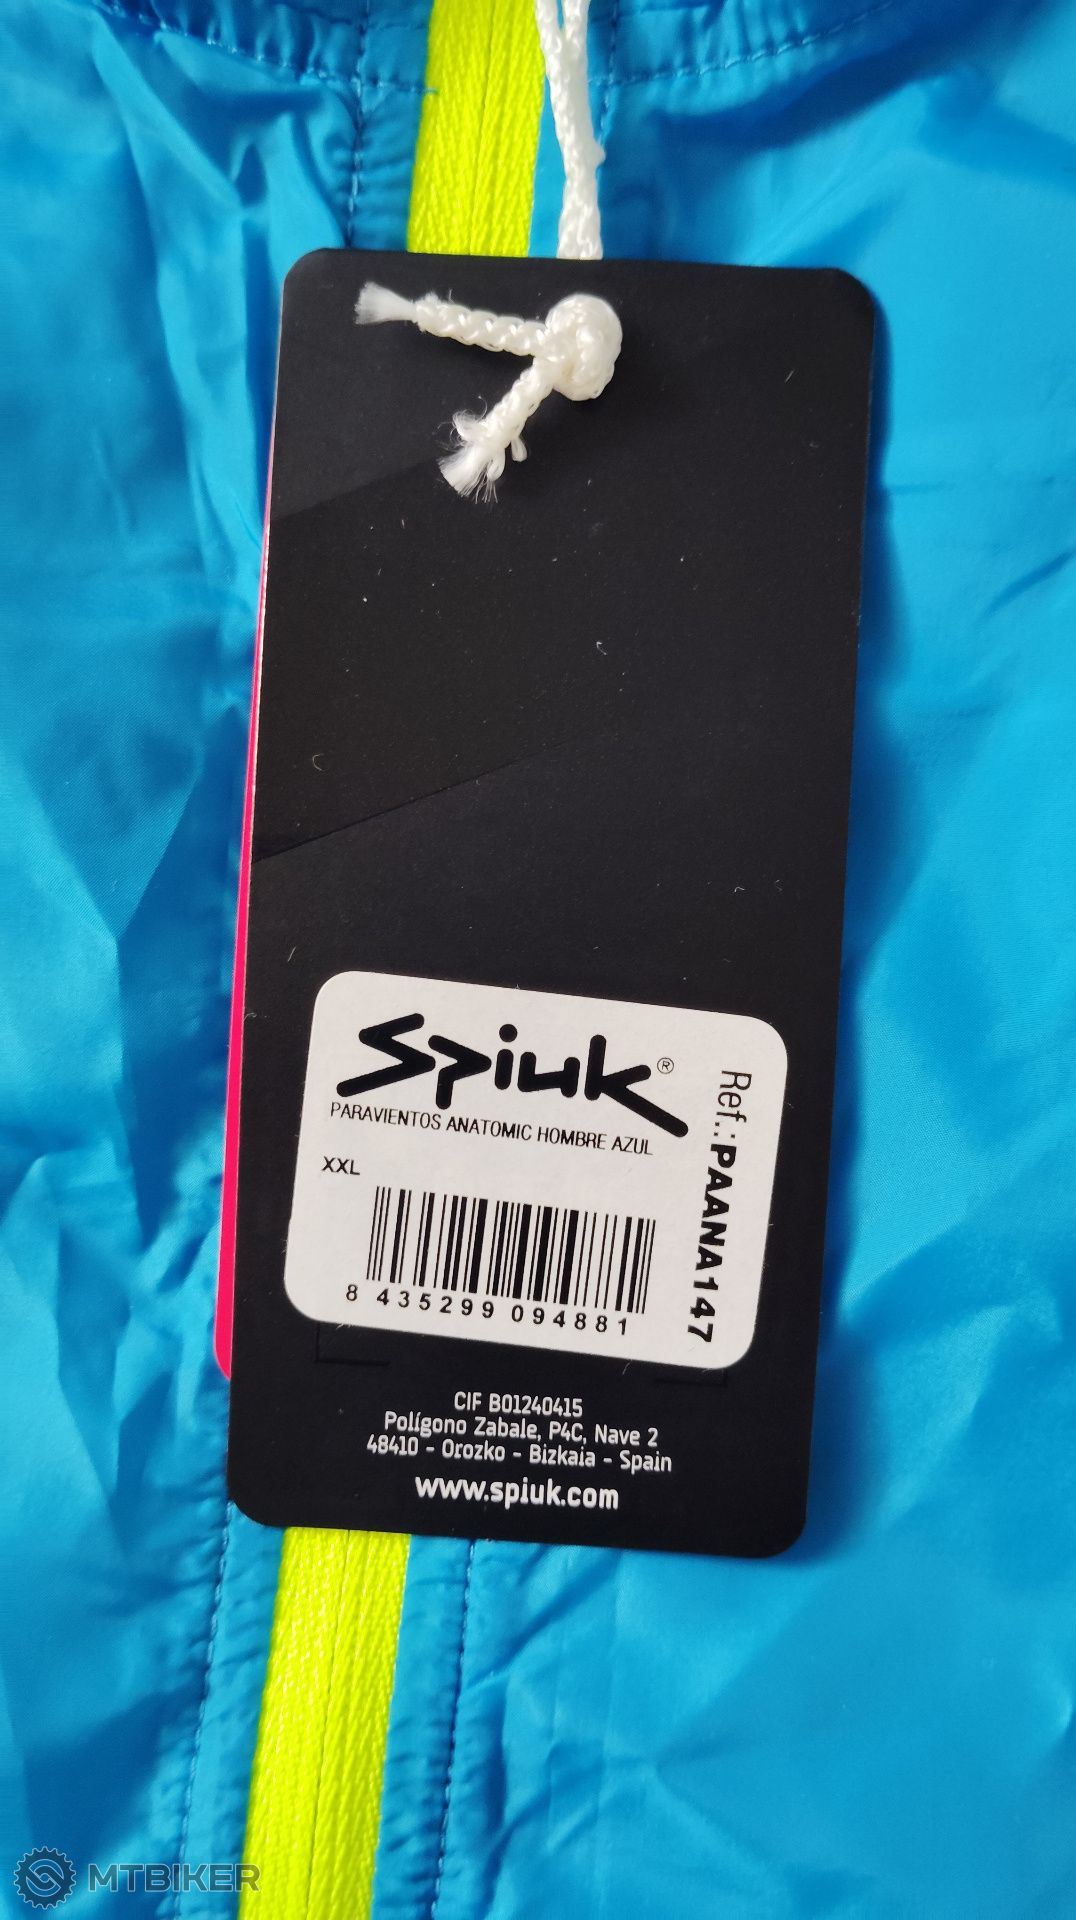 Spiuk®
PARAVIENTOS ANATOMIC HOMBRE AZUL
XXL
8 435299 094881
Ref.:PAANA147
CIF B01240415
Polígono Zabale, P4C, Nave 2
48410 - Orozko - Bizkaia - Spain
www.spiuk.com
MTBIKER